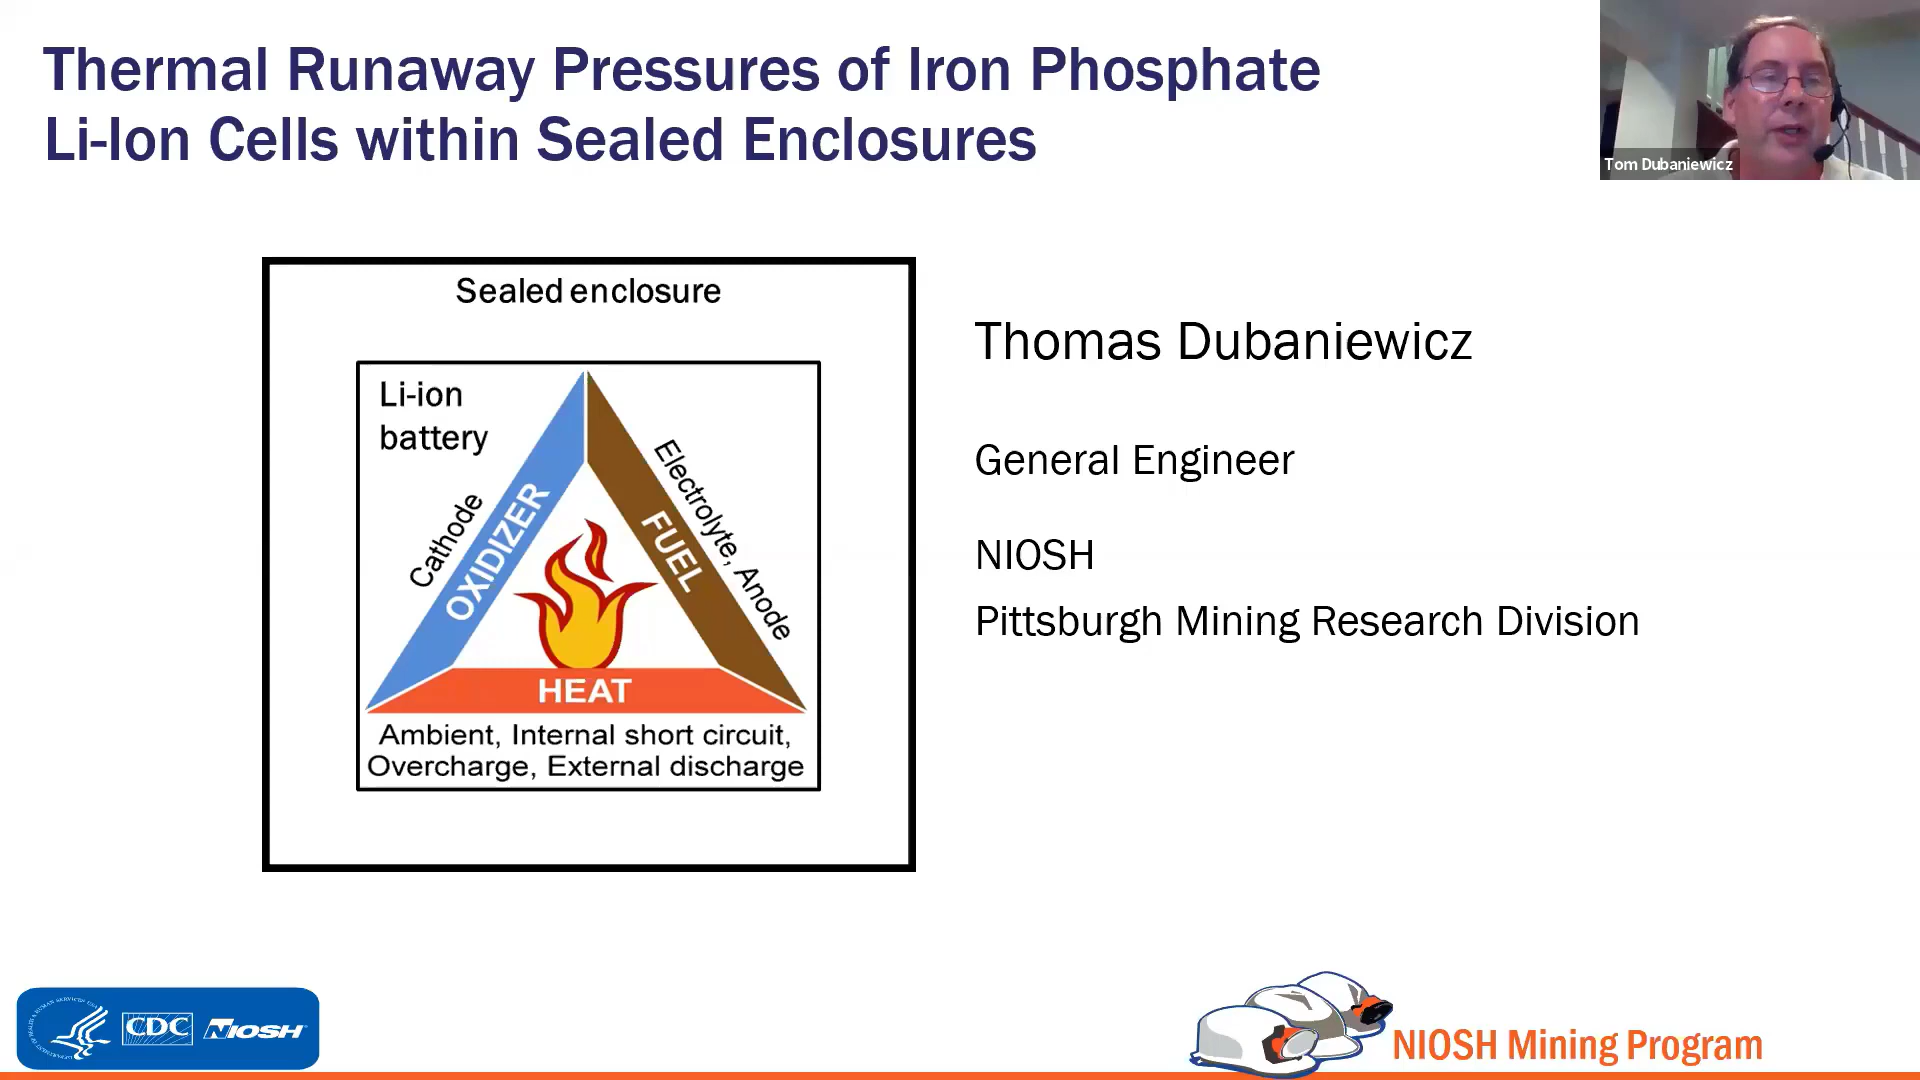 Thermal Runaway Pressures of Iron Phosphate
Li-Ion Cells within Sealed Enclosures
Tom Dubaniewicz
Sealed enclosure
Li-ion
battery
Cathode
OXIDIZER
FUEL
Electrolyte, Anode
HEAT
Ambient, Internal short circuit,
Overcharge, External discharge
Thomas Dubaniewicz
General Engineer
NIOSH
Pittsburgh Mining Research Division
CDC
NIOSH
NIOSH Mining Program